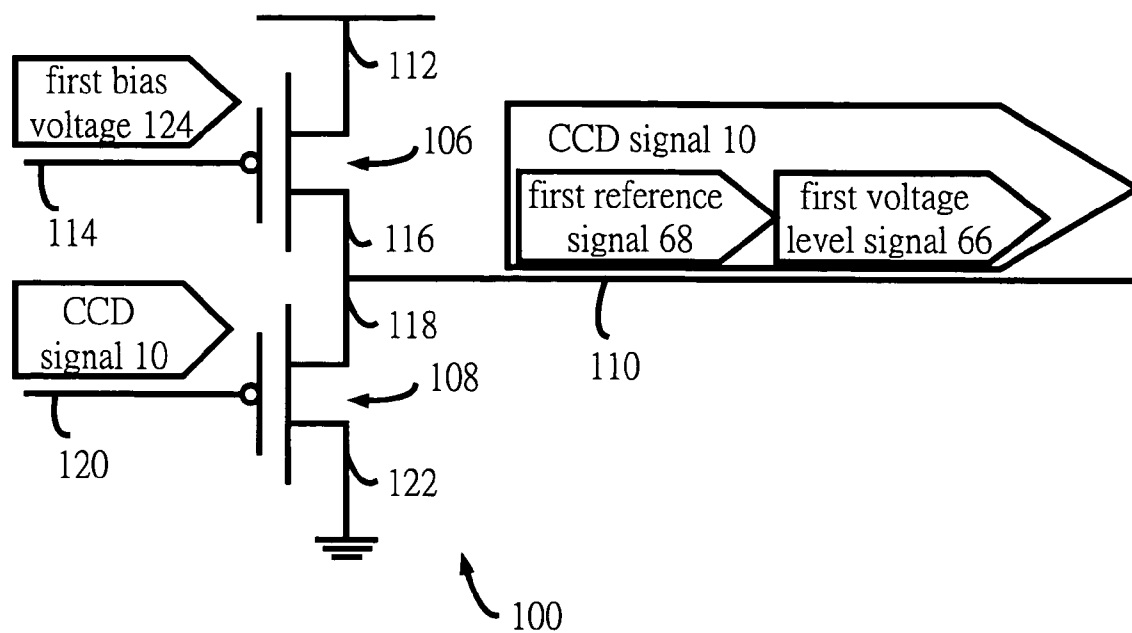 112
first bias
voltage 124
106
CCD signal 10
114
116
first reference
signal 68
first voltage
level signal 66
CCD
signal 10
118
110
108
120
122
100